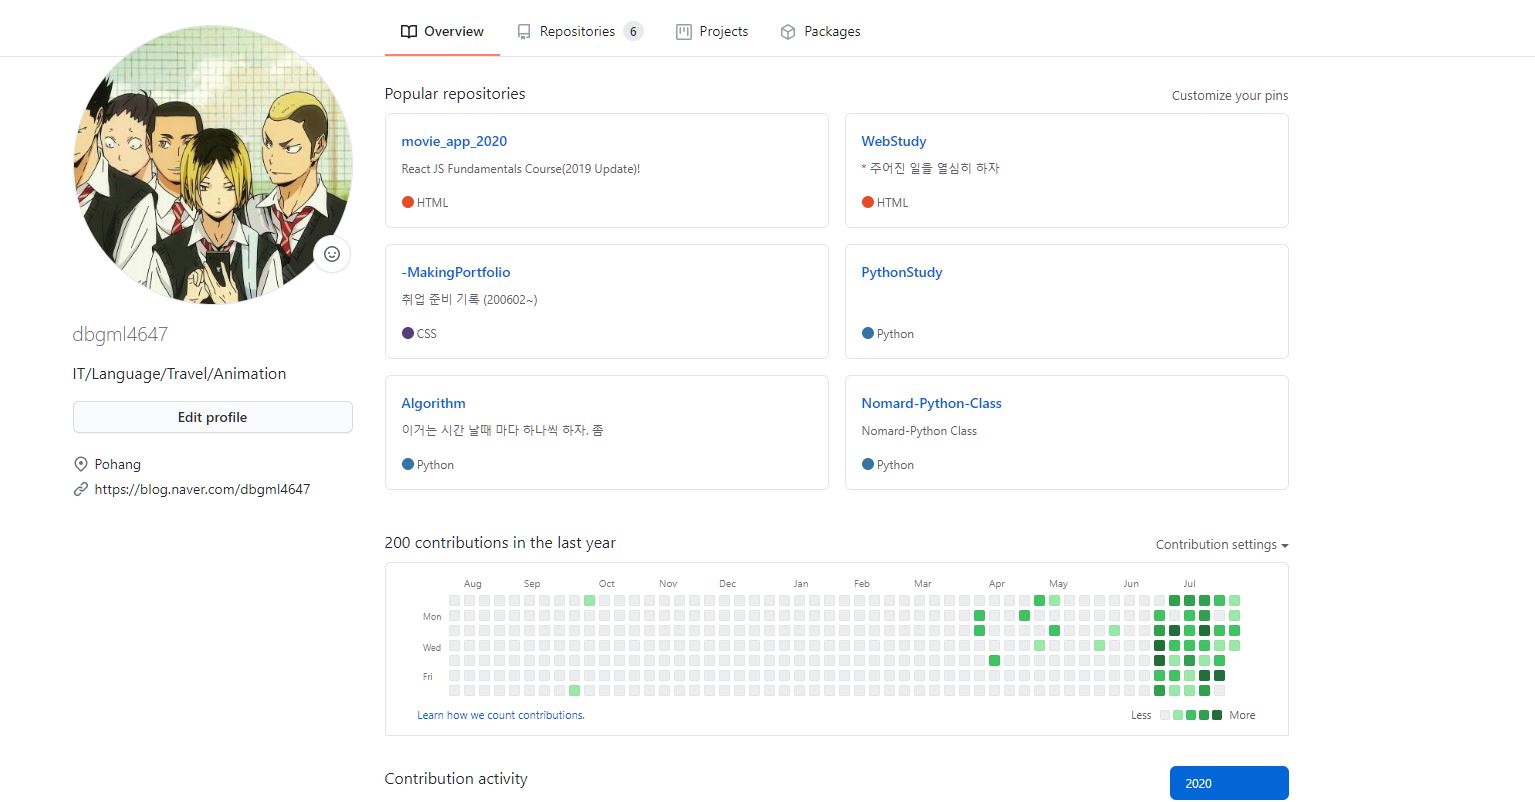 Overview
Repositories 6
Projects
Packages
dbgml4647
IT/Language/Travel/Animation
Edit profile
Pohang
https://blog.naver.com/dbgml4647
Popular repositories
Customize your pins
movie_app_2020
React JS Fundamentals Course(2019 Update)!
HTML
WebStudy
* 주어진 일을 열심히 하자
HTML
-MakingPortfolio
취업 준비 기록 (200602~)
CSS
PythonStudy
Python
Algorithm
이거는 시간 날때 마다 하나씩 하자. 좀
Python
Nomard-Python-Class
Nomard-Python Class
Python
200 contributions in the last year
Contribution settings
Aug Sep Oct Nov Dec Jan Feb Mar Apr May Jun Jul
Mon
Wed
Fri
Learn how we count contributions.
Less More
Contribution activity
2020